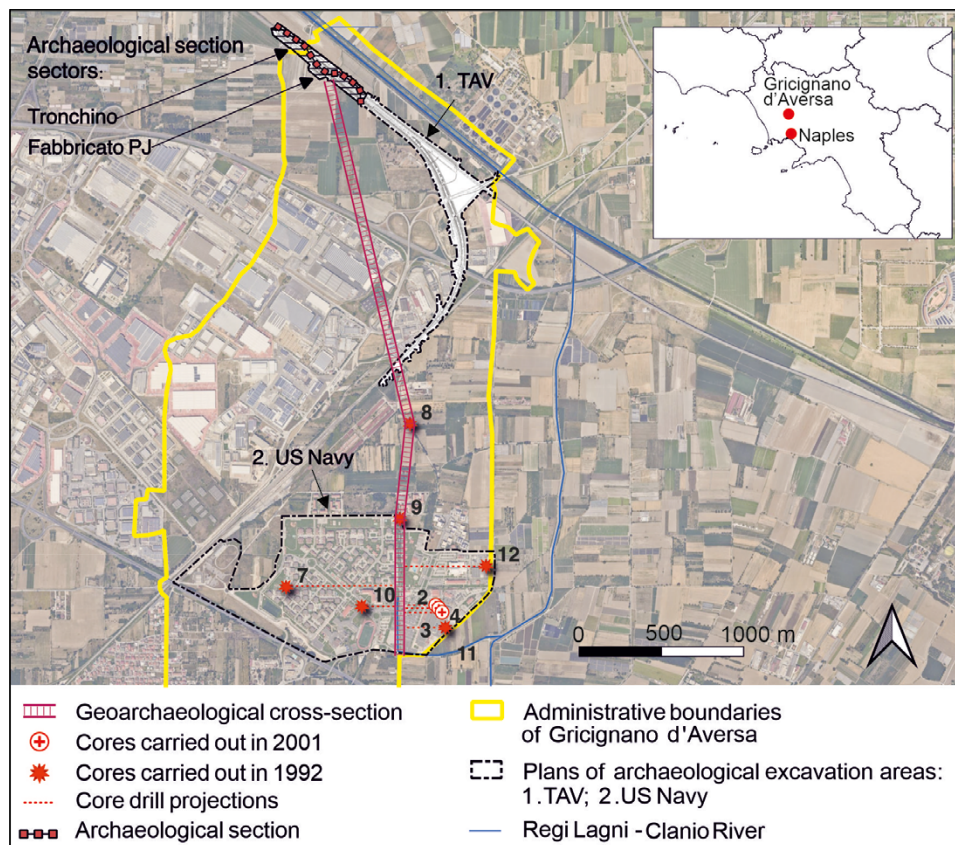 Archaeological section
sectors:
Tronchino
Fabbricato PJ
1. TAV
Gricignano
d'Aversa
Naples
8
2. US Navy
9
12
7
10
2
4
3
11
0 500 1000 m
Geoarchaeological cross-section
Cores carried out in 2001
Cores carried out in 1992
Core drill projections
Archaeological section
Administrative boundaries
of Gricignano d'Aversa
Plans of archaeological excavation areas:
1.TAV; 2.US Navy
Regi Lagni - Clanio River